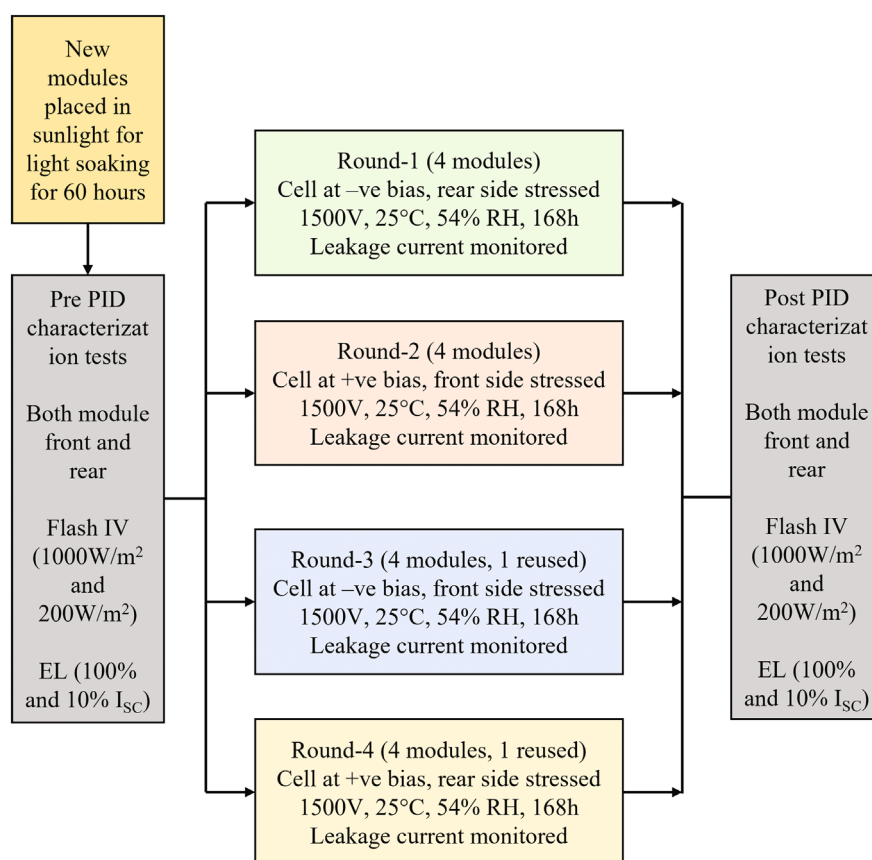 New
modules
placed in
sunlight for
light soaking
for 60 hours
Pre PID
characterizat
ion tests
Both module
front and
rear
Flash IV
(1000W/m²
and
200W/m²)
EL (100%
and 10% I_SC)
Round-1 (4 modules)
Cell at –ve bias, rear side stressed
1500V, 25°C, 54% RH, 168h
Leakage current monitored
Round-2 (4 modules)
Cell at +ve bias, front side stressed
1500V, 25°C, 54% RH, 168h
Leakage current monitored
Round-3 (4 modules, 1 reused)
Cell at –ve bias, front side stressed
1500V, 25°C, 54% RH, 168h
Leakage current monitored
Round-4 (4 modules, 1 reused)
Cell at +ve bias, rear side stressed
1500V, 25°C, 54% RH, 168h
Leakage current monitored
Post PID
characterizat
ion tests
Both module
front and
rear
Flash IV
(1000W/m²
and
200W/m²)
EL (100%
and 10% I_SC)